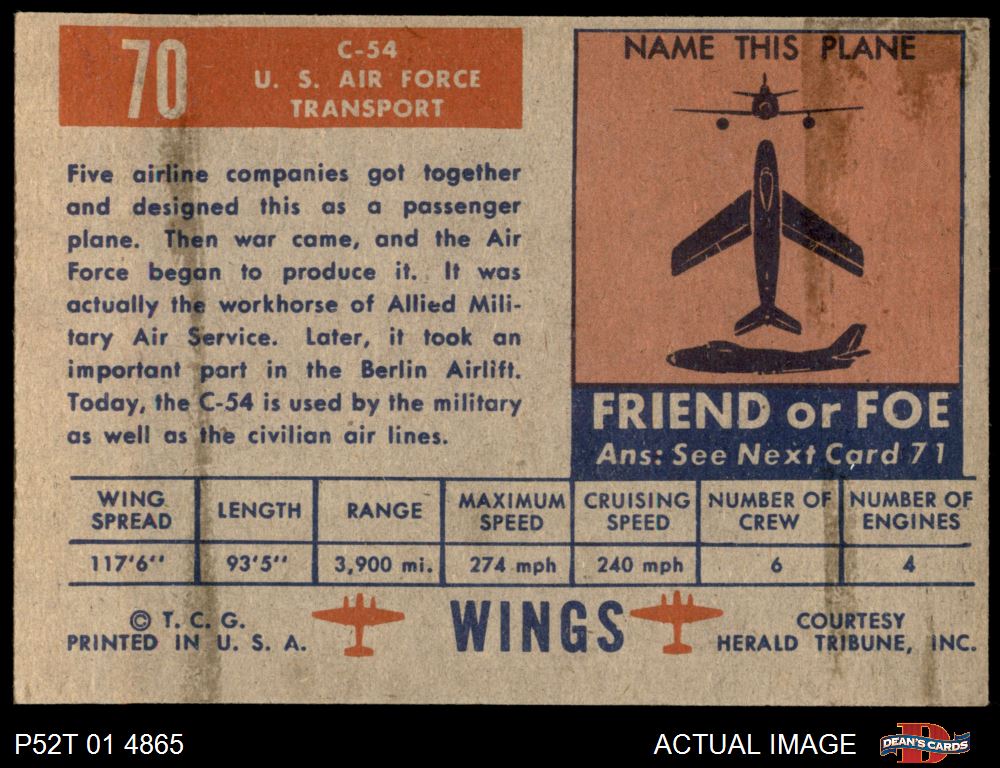 70
C-54
U. S. AIR FORCE
TRANSPORT
Five airline companies got together
and designed this as a passenger
plane. Then war came, and the Air
Force began to produce it. It was
actually the workhorse of Allied Mili-
tary Air Service. Later, it took an
important part in the Berlin Airlift.
Today, the C-54 is used by the military
as well as the civilian air lines.
NAME THIS PLANE
FRIEND or FOE
Ans: See Next Card 71
WING SPREAD LENGTH RANGE MAXIMUM SPEED CRUISING SPEED NUMBER OF CREW NUMBER OF ENGINES
117'6" 93'5" 3,900 mi. 274 mph 240 mph 6 4
© T. C. G.
PRINTED IN U. S. A.
WINGS
COURTESY
HERALD TRIBUNE, INC.
P52T 01 4865
ACTUAL IMAGE
D
DEAN'S CARDS